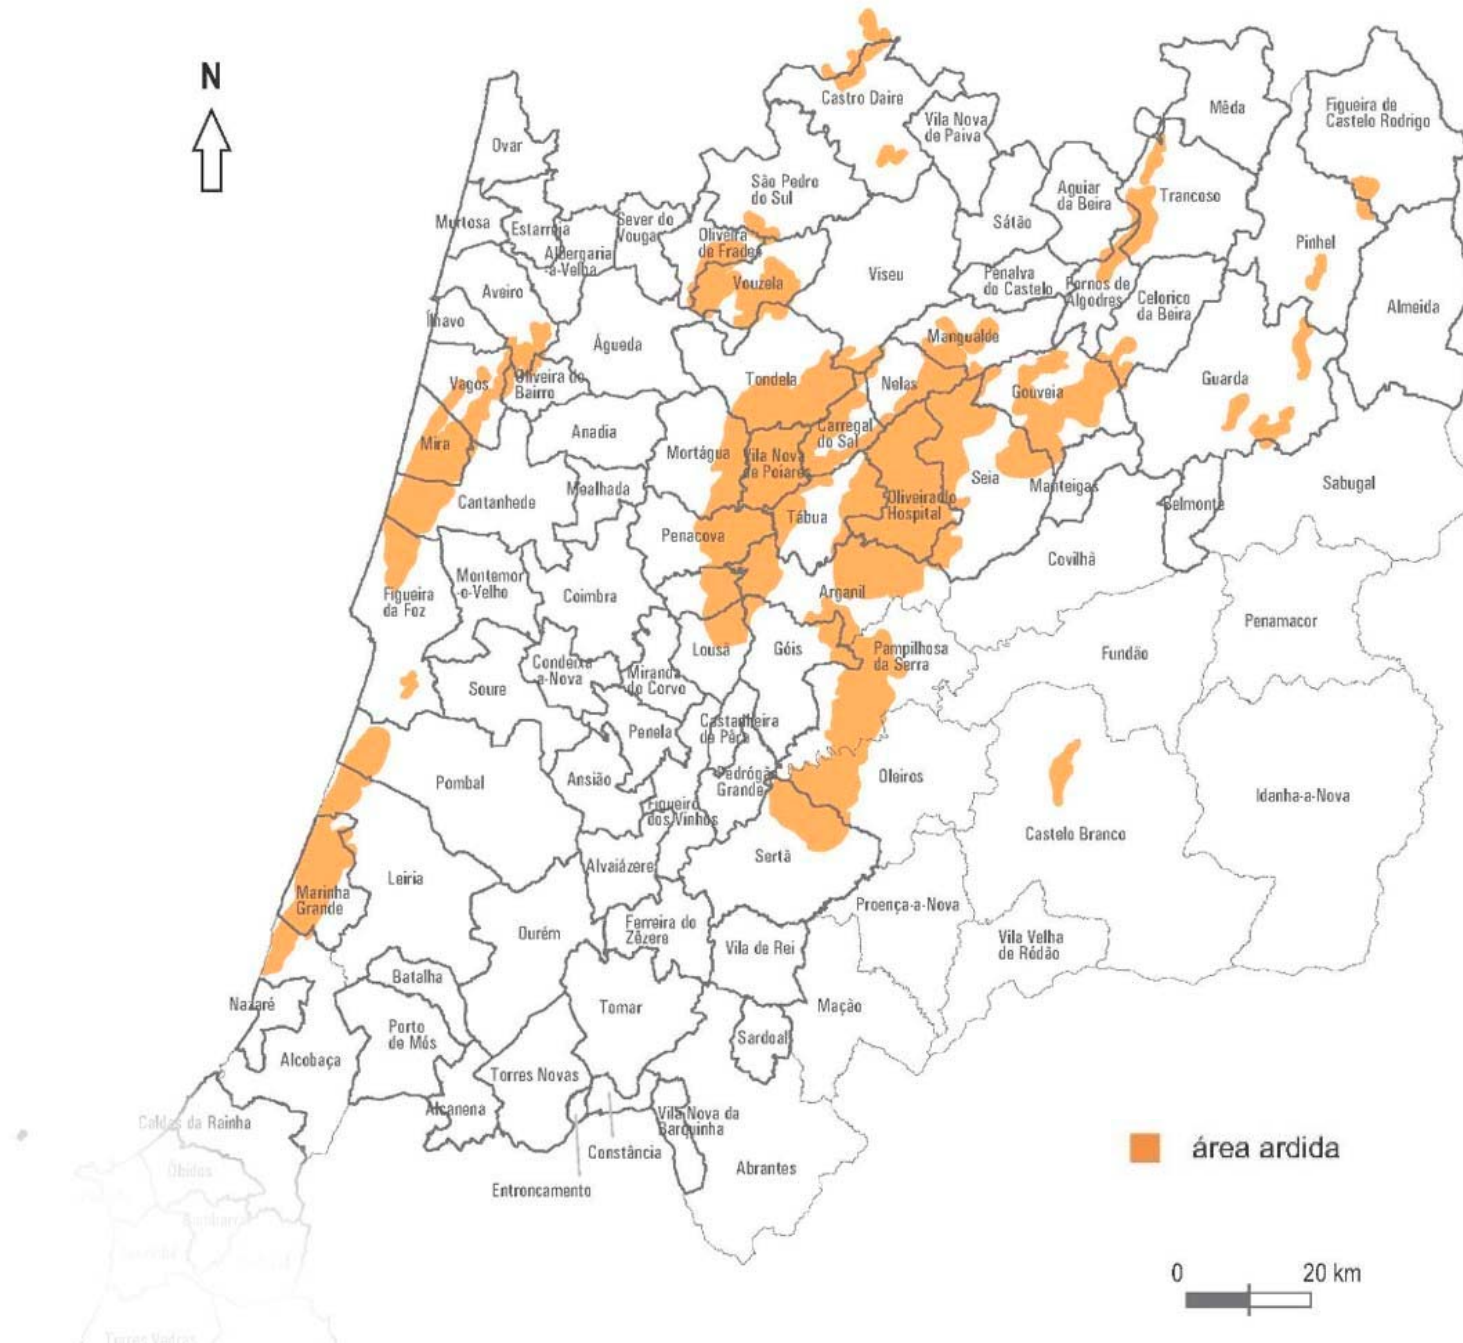 N
Castro Daire
Mêda
Figueira de
Castelo Rodrigo
Vila Nova
de Paiva
Ovar
São Pedro
do Sul
Aguiar
da Beira
Trancoso
Murtosa
Estarreja
Sever do
Vouga
Sátão
Oliveira
de Frades
Albergaria
-a-Velha
Pinhel
Viseu
Penalva
do Castelo
Fornos de
Algodres
Vouzela
Aveiro
Celorico
da Beira
Almeida
Ílhavo
Águeda
Mangualde
Vagos
Oliveira do
Bairro
Tondela
Nelas
Gouveia
Guarda
Anadia
Carregal
do Sal
Mira
Mortágua
Vila Nova
de Poiares
Seia
Manteigas
Sabugal
Cantanhede
Mealhada
Oliveira do
Hospital
Belmonte
Tábua
Penacova
Covilhã
Montemor
-o-Velho
Figueira
da Foz
Coimbra
Arganil
Penamacor
Lousã
Góis
Pampilhosa
da Serra
Fundão
Condeixa
-a-Nova
Soure
Miranda
do Corvo
Castanheira
de Pêra
Penela
Pombal
Ansião
Pedrógão
Grande
Oleiros
Figueiró
dos Vinhos
Idanha-a-Nova
Castelo Branco
Sertã
Alvaiázere
Leiria
Marinha
Grande
Proença-a-Nova
Ferreira do
Zêzere
Ourém
Vila de Rei
Vila Velha
de Ródão
Batalha
Nazaré
Tomar
Mação
Porto
de Mós
Sardoal
Alcobaça
Torres Novas
Alcanena
Vila Nova da
Barquinha
Caldas da Rainha
Constância
Abrantes
Óbidos
Entroncamento
área ardida
0 20 km
Torres Vedras